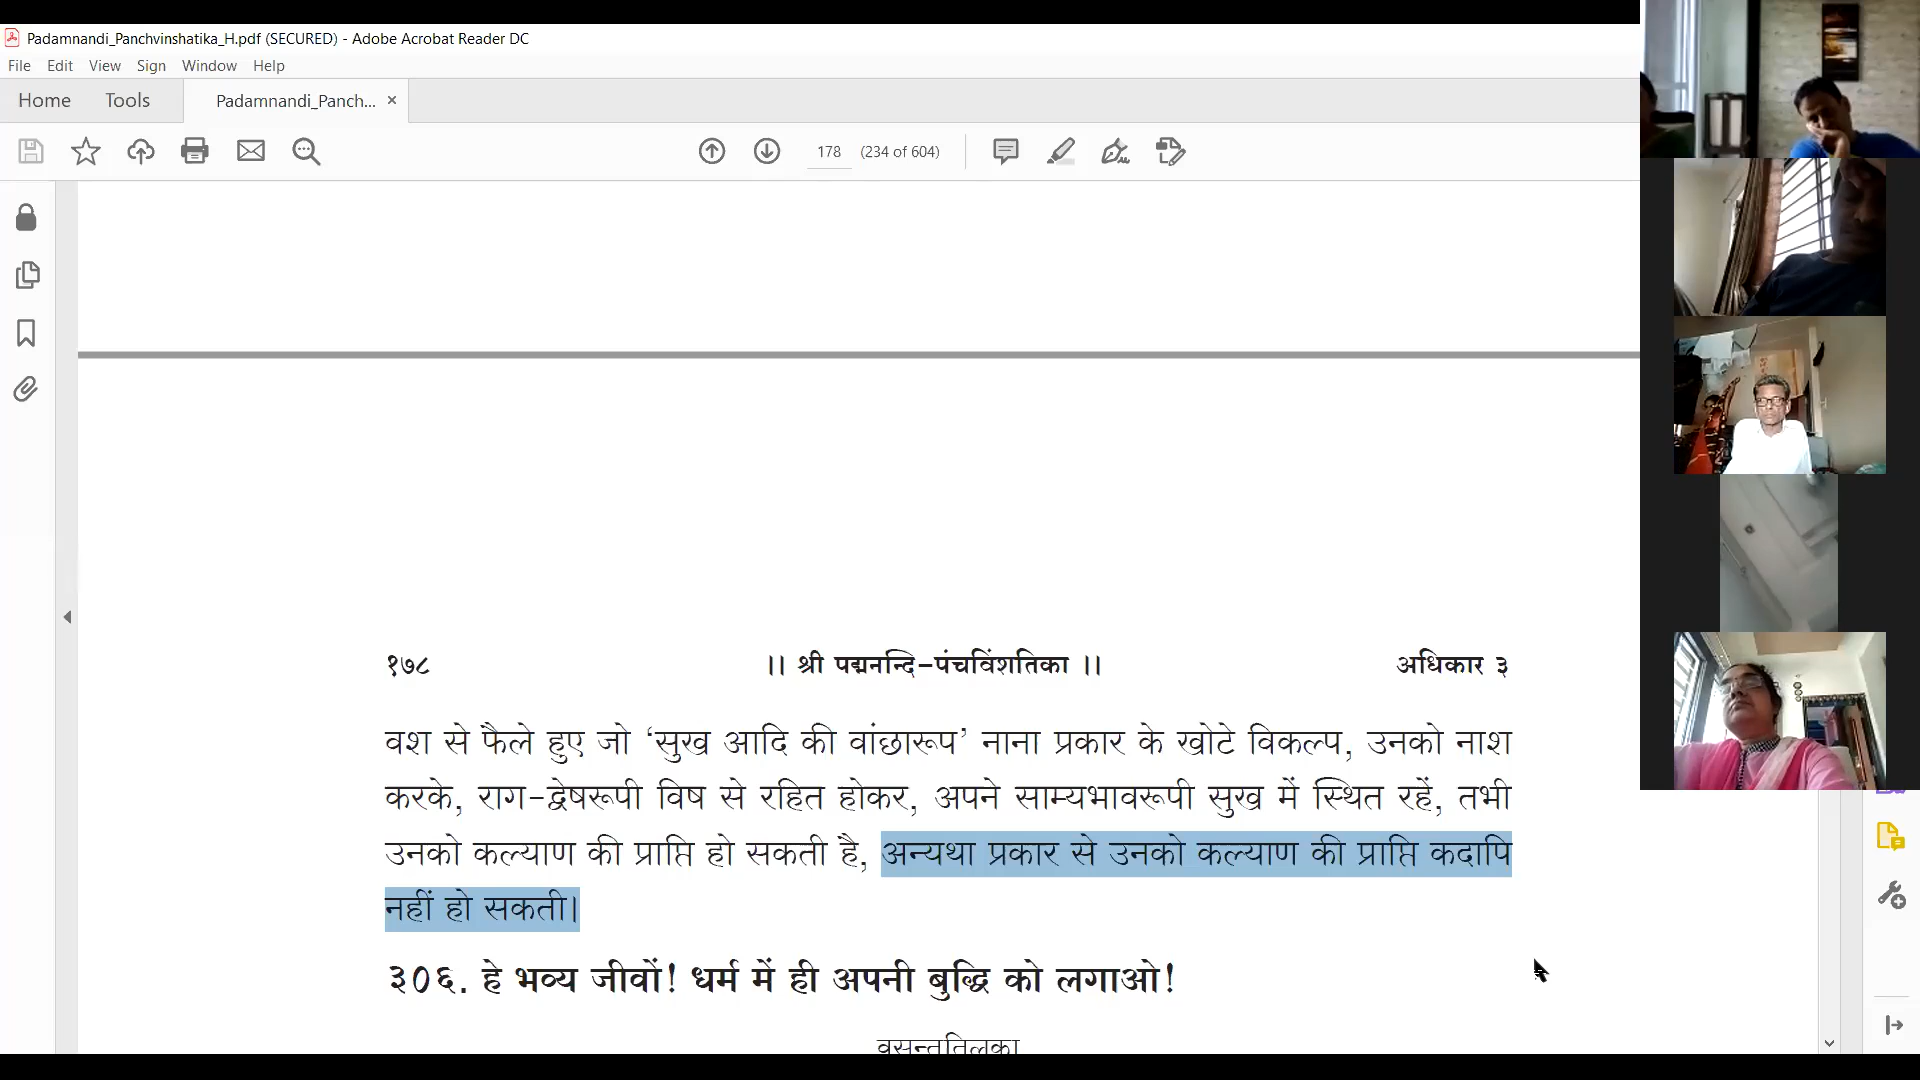 Padamnandi_Panchvinshatika_H.pdf (SECURED) - Adobe Acrobat Reader DC
File Edit View Sign Window Help
Home Tools Padamnandi_Panch... ×
178 (234 of 604)
१७८ ।। श्री पद्मनन्दि-पंचविंशतिका ।। अधिकार ३
वश से फैले हुए जो ‘सुख आदि की वांछारूप’ नाना प्रकार के खोटे विकल्प, उनको नाश
करके, राग-द्वेषरूपी विष से रहित होकर, अपने साम्यभावरूपी सुख में स्थित रहें, तभी
उनको कल्याण की प्राप्ति हो सकती है, अन्यथा प्रकार से उनको कल्याण की प्राप्ति कदापि
नहीं हो सकती।
३०६. हे भव्य जीवों! धर्म में ही अपनी बुद्धि को लगाओ!
वसन्ततिलका